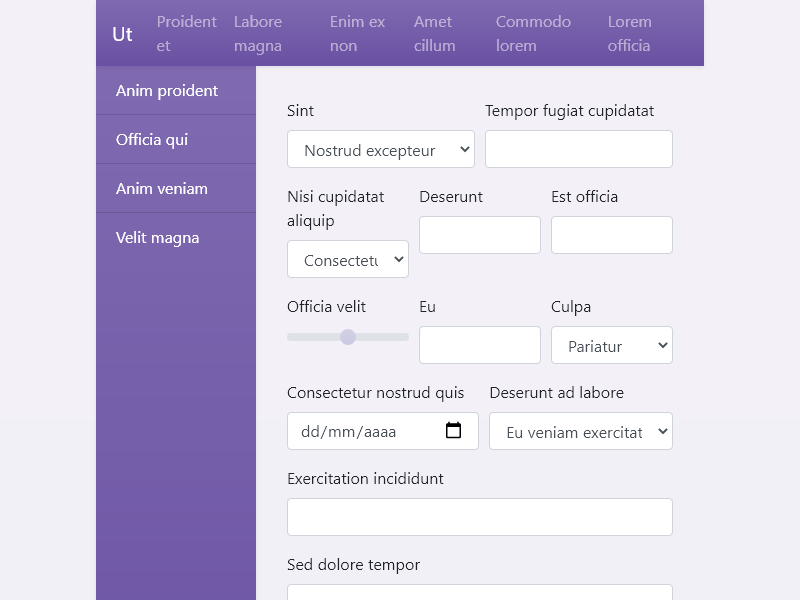 Ut
Proident et
Labore magna
Enim ex non
Amet cillum
Commodo lorem
Lorem officia
Anim proident
Officia qui
Anim veniam
Velit magna
Sint
Tempor fugiat cupidatat
Nostrud excepteur
Nisi cupidatat aliquip
Deserunt
Est officia
Consectetu
Officia velit
Eu
Culpa
Pariatur
Consectetur nostrud quis
Deserunt ad labore
dd/mm/aaaa
Eu veniam exercitat
Exercitation incididunt
Sed dolore tempor